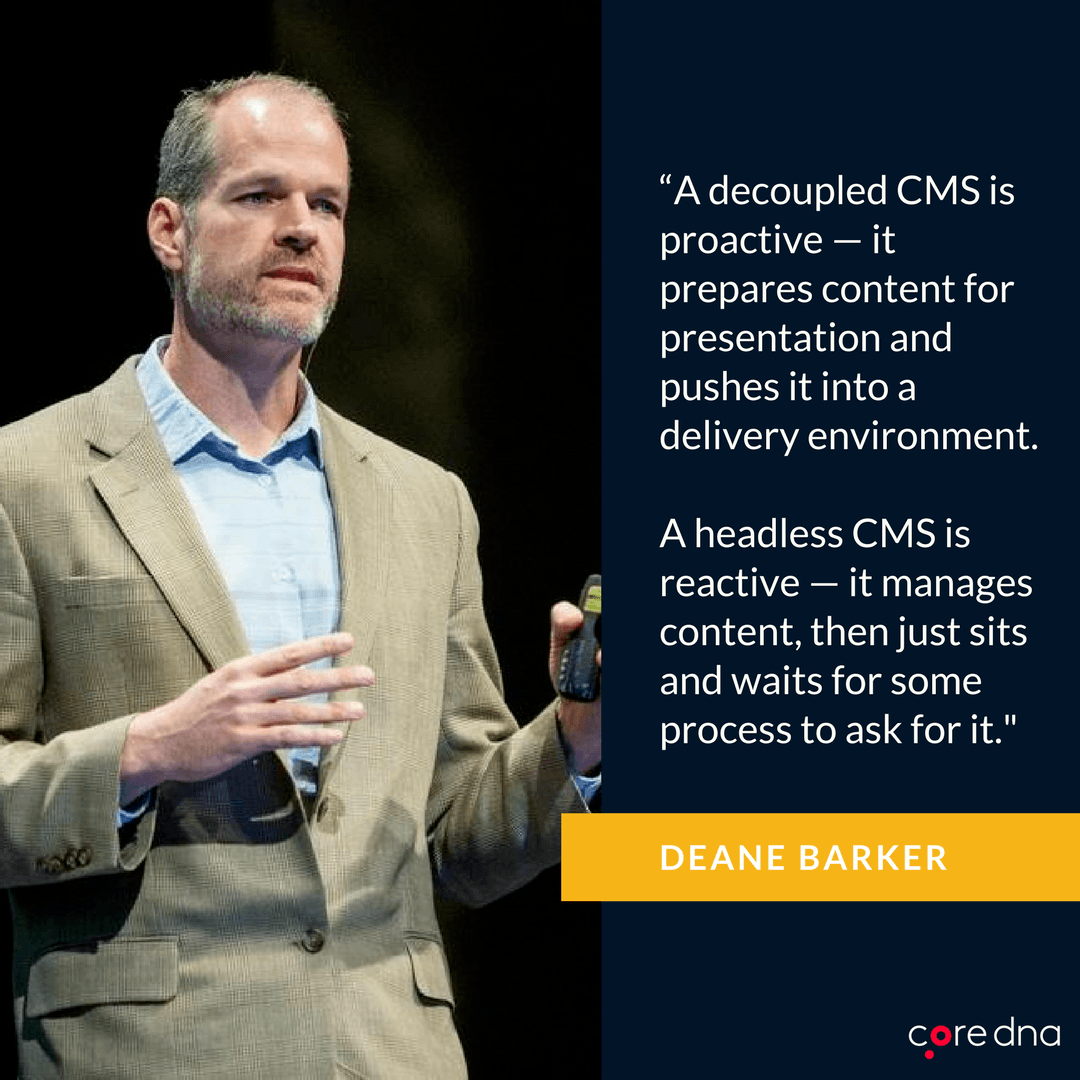 “A decoupled CMS is
proactive — it
prepares content for
presentation and
pushes it into a
delivery environment.
A headless CMS is
reactive — it manages
content, then just sits
and waits for some
process to ask for it."
DEANE BARKER
core dna